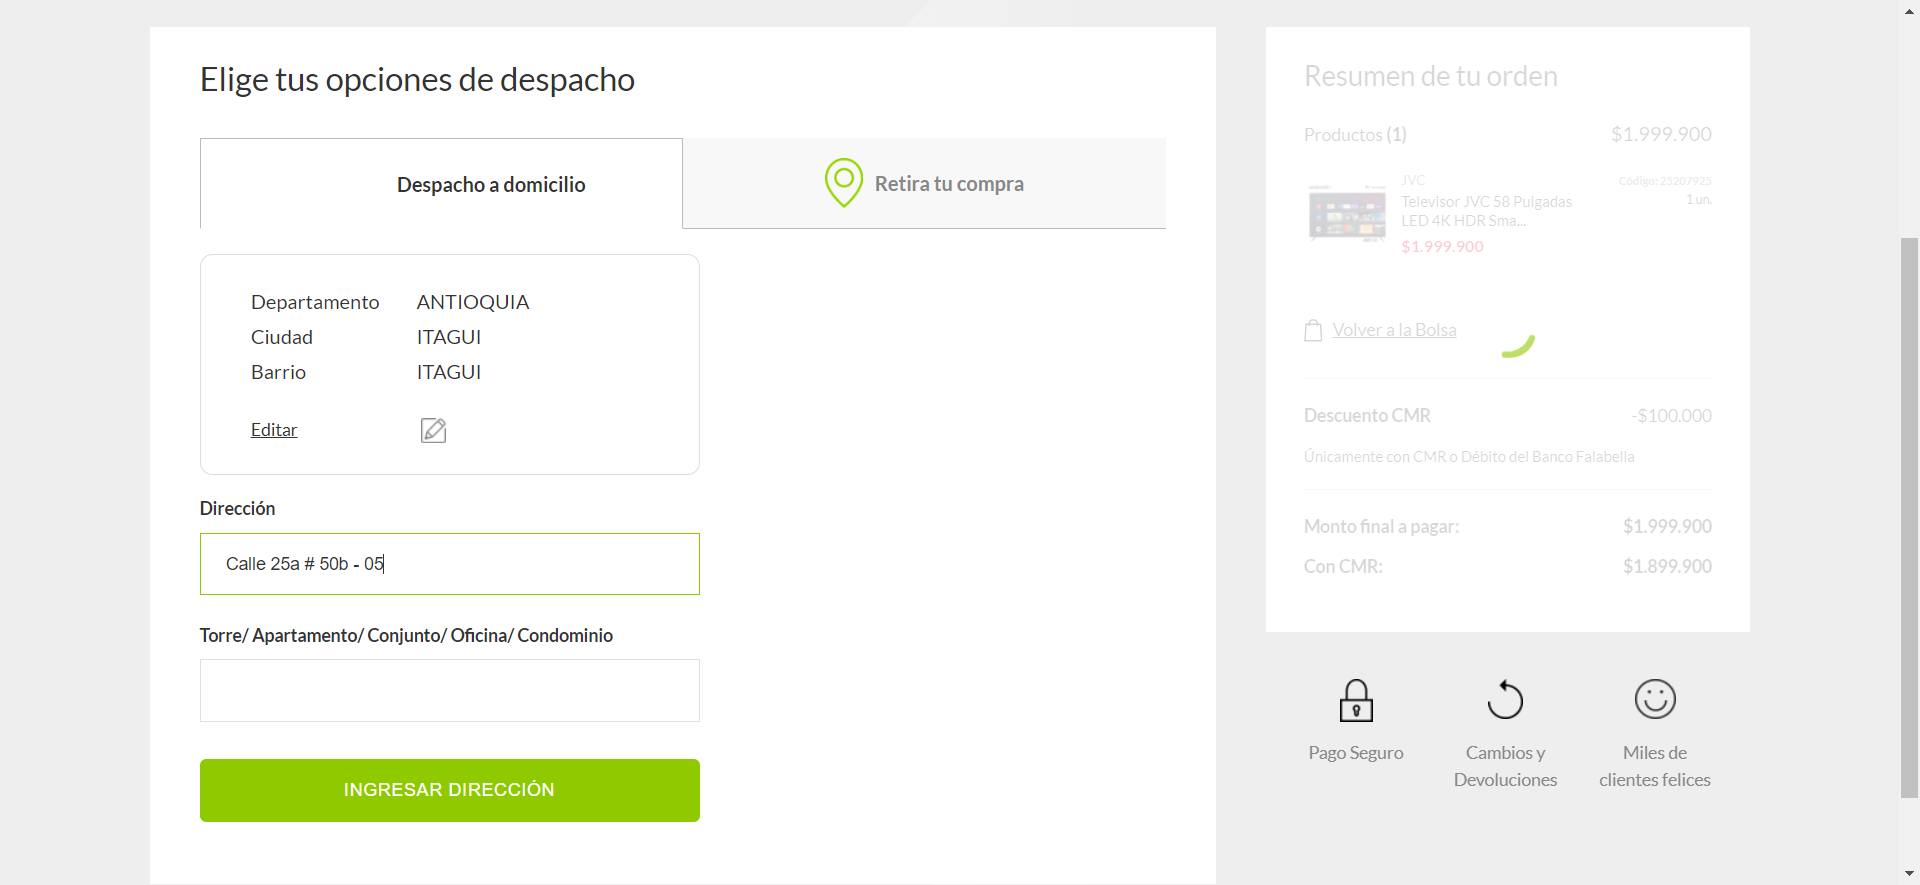 Elige tus opciones de despacho
Despacho a domicilio
Retira tu compra
Departamento ANTIOQUIA
Ciudad ITAGUI
Barrio ITAGUI
Editar
Dirección
Calle 25a # 50b - 05
Torre/ Apartamento/ Conjunto/ Oficina/ Condominio
INGRESAR DIRECCIÓN
Resumen de tu orden
Productos (1) $1.999.900
JVC Código: 25207925
Televisor JVC 58 Pulgadas 1 un.
LED 4K HDR Sma...
$1.999.900
Volver a la Bolsa
Descuento CMR -$100.000
Únicamente con CMR o Débito del Banco Falabella
Monto final a pagar: $1.999.900
Con CMR: $1.899.900
Pago Seguro
Cambios y
Devoluciones
Miles de
clientes felices